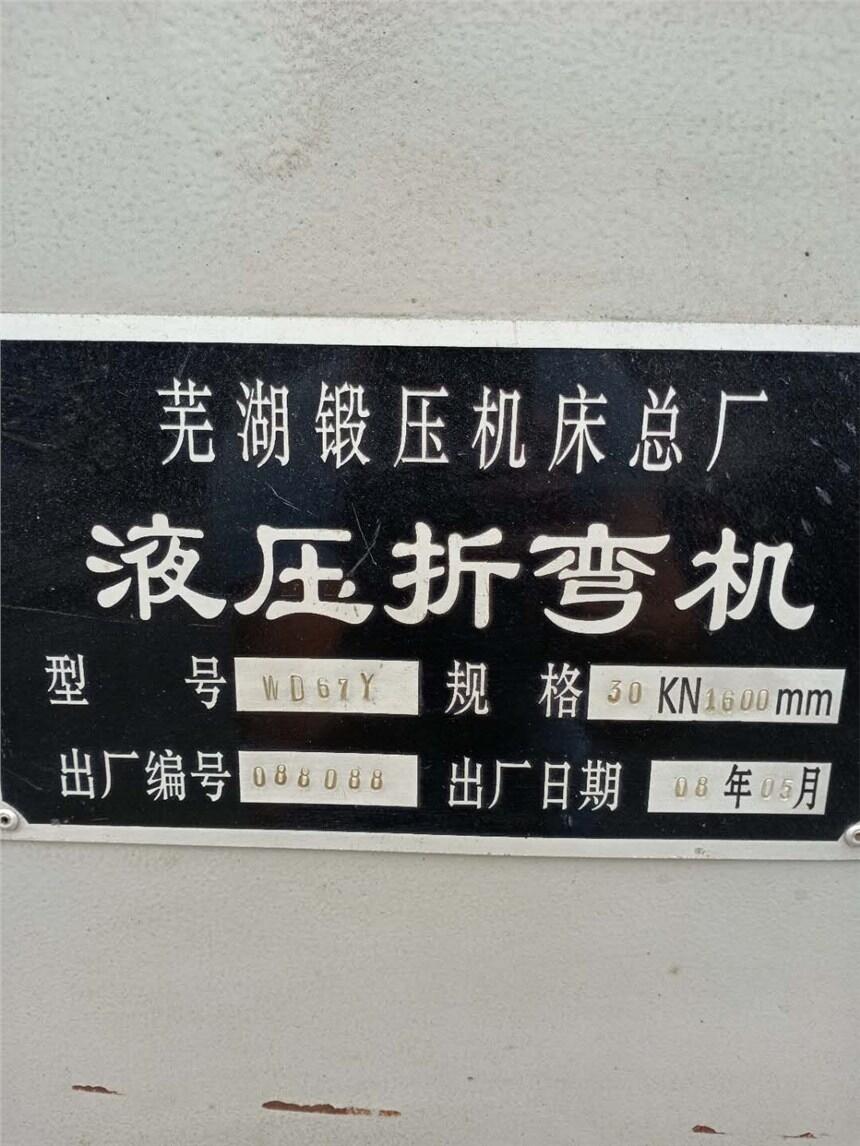 芜湖锻压机床总厂
液压折弯机
型 号 WD67Y 规 格 30 KN 1600 mm
出厂编号 088088 出厂日期 08 年 05 月